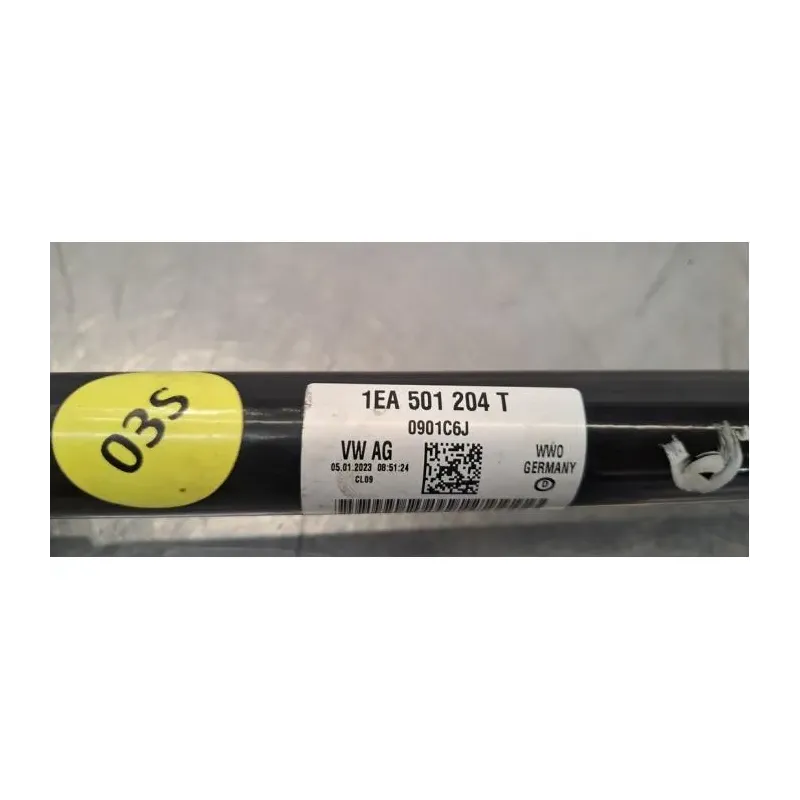 03S
1EA 501 204 T
0901C6J
VW AG
05.01.2023 08:51:24
CL09
WWO
GERMANY
D